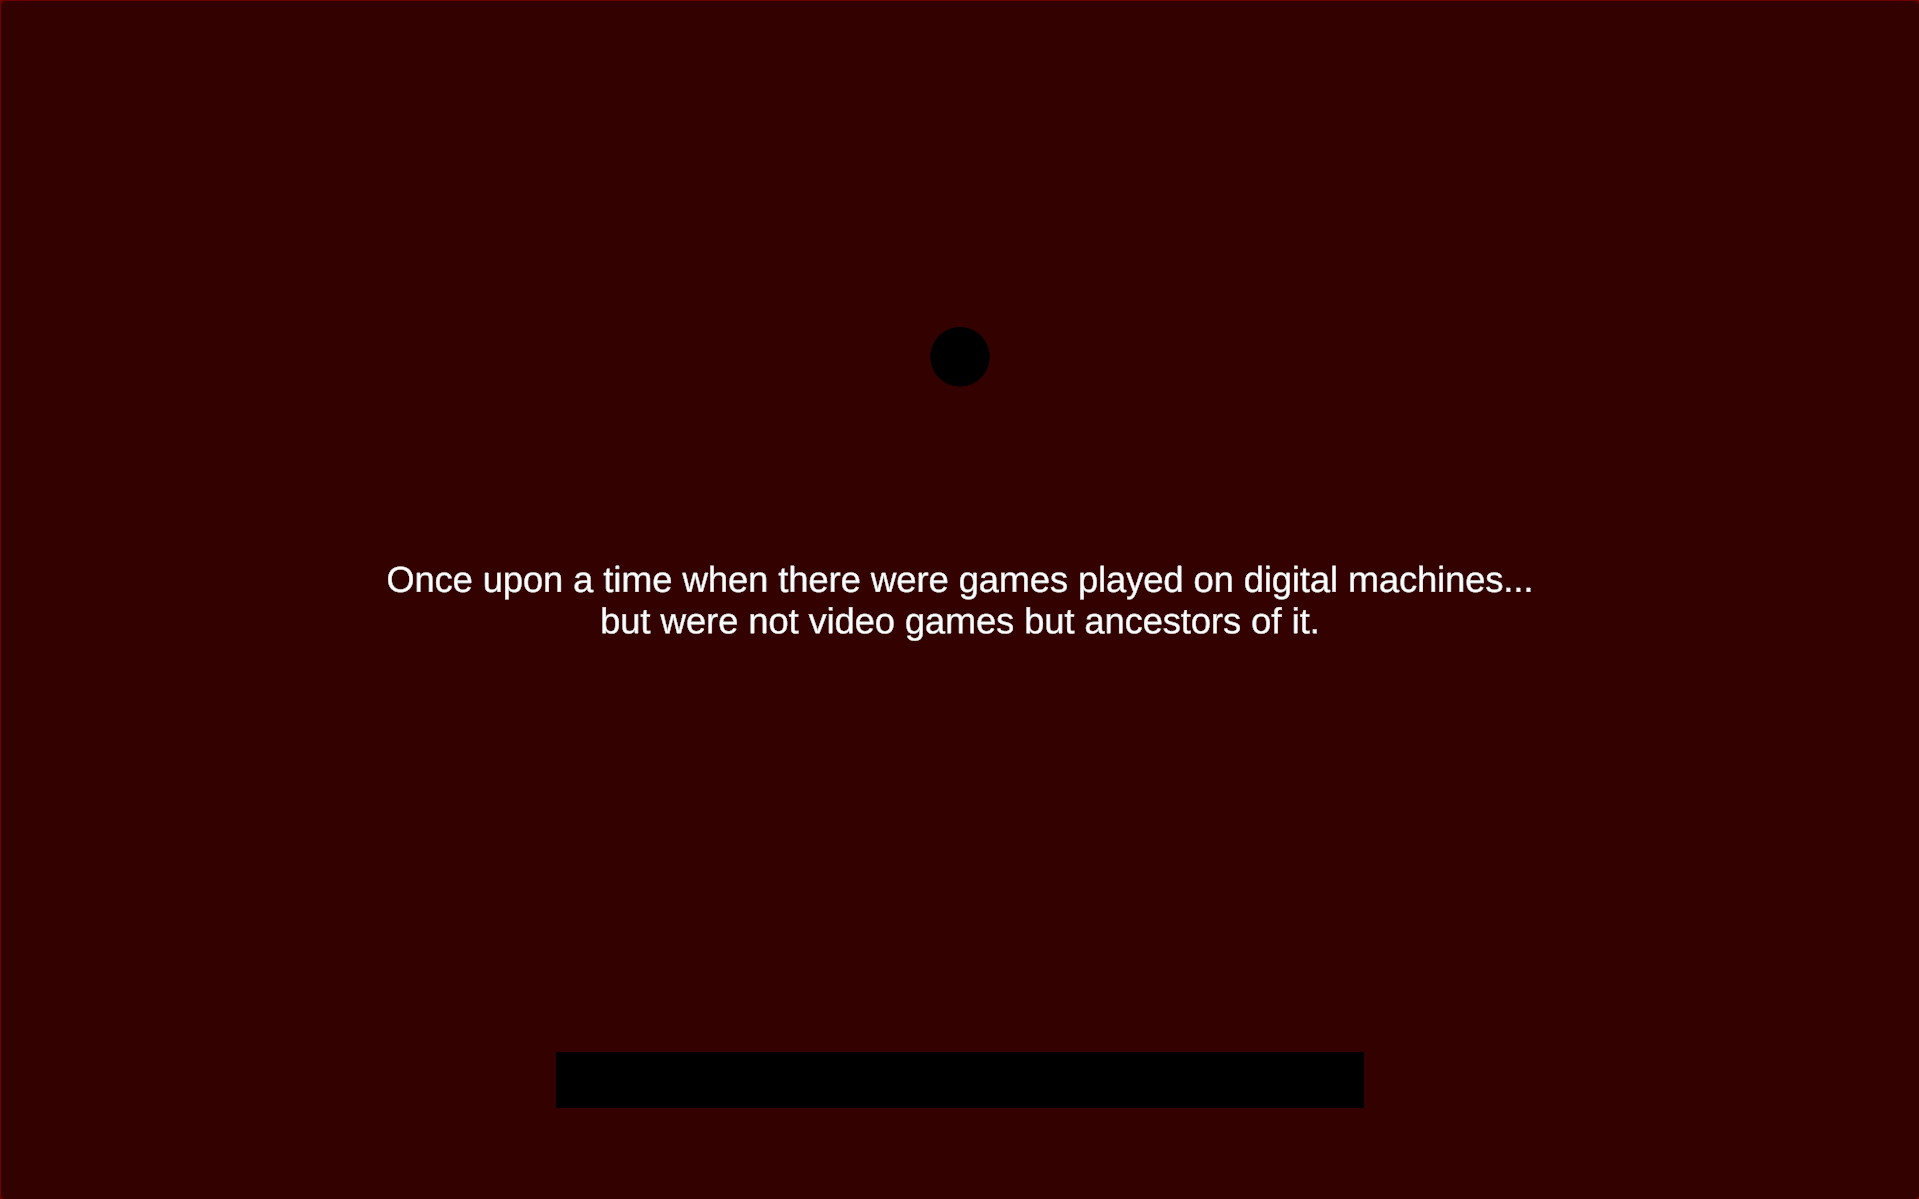 Once upon a time when there were games played on digital machines...
but were not video games but ancestors of it.